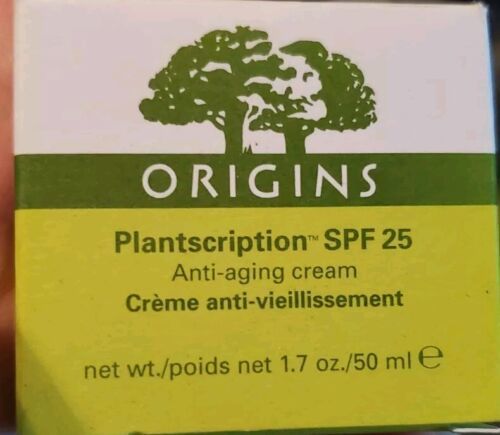 ORIGINS
Plantscription™ SPF 25
Anti-aging cream
Crème anti-vieillissement
net wt./poids net 1.7 oz./50 ml ℮